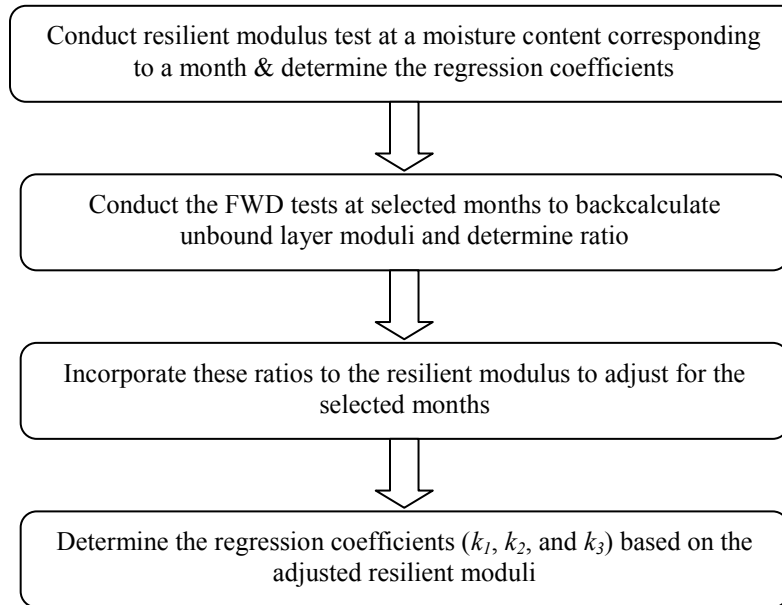 Conduct resilient modulus test at a moisture content corresponding
to a month & determine the regression coefficients
Conduct the FWD tests at selected months to backcalculate
unbound layer moduli and determine ratio
Incorporate these ratios to the resilient modulus to adjust for the
selected months
Determine the regression coefficients (k1, k2, and k3) based on the
adjusted resilient moduli